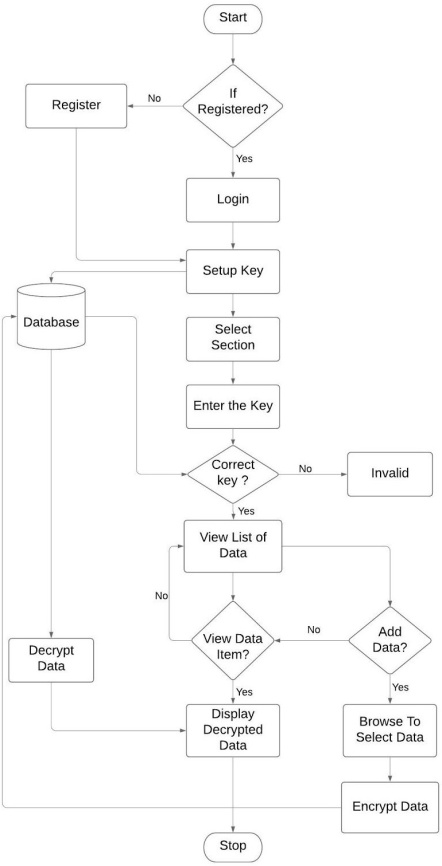 Start
If
Registered?
No
Register
Yes
Login
Setup Key
Database
Select
Section
Enter the Key
Correct
key ?
No
Invalid
Yes
View List of
Data
No
View Data
Item?
No
Add
Data?
Decrypt
Data
Yes
Yes
Display
Decrypted
Data
Browse To
Select Data
Encrypt Data
Stop